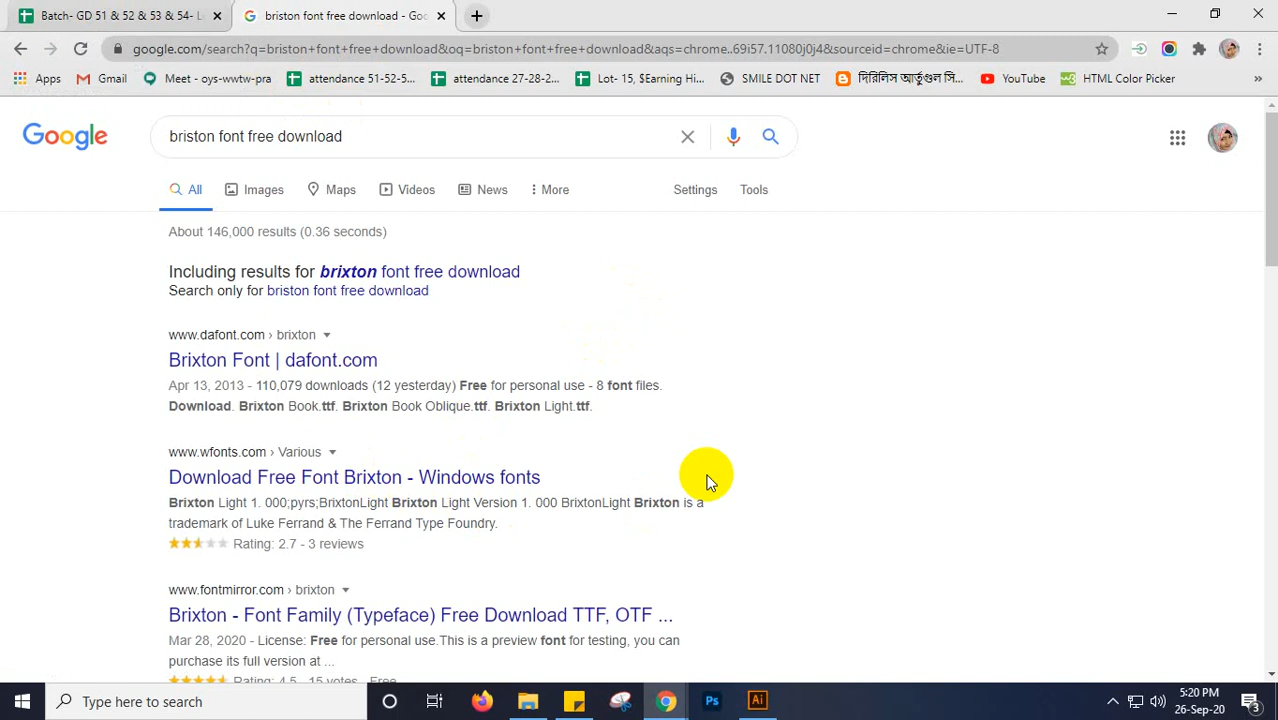 Batch- GD 51 & 52 & 53 & 54- L
briston font free download - Goo
google.com/search?q=briston+font+free+download&oq=briston+font+free+download&aqs=chrome..69i57.11080j0j4&sourceid=chrome&ie=UTF-8
Apps Gmail Meet - oys-wwtw-pra attendance 51-52-5... attendance 27-28-2... Lot- 15, $Earning Hi... SMILE DOT NET দিরিলিস আর্তুগুল সি... YouTube HTML Color Picker »
Google
briston font free download
All Images Maps Videos News More Settings Tools
About 146,000 results (0.36 seconds)
Including results for brixton font free download
Search only for briston font free download
www.dafont.com › brixton
Brixton Font | dafont.com
Apr 13, 2013 - 110,079 downloads (12 yesterday) Free for personal use - 8 font files.
Download. Brixton Book.ttf. Brixton Book Oblique.ttf. Brixton Light.ttf.
www.wfonts.com › Various
Download Free Font Brixton - Windows fonts
Brixton Light 1. 000;pyrs;BrixtonLight Brixton Light Version 1. 000 BrixtonLight Brixton is a
trademark of Luke Ferrand & The Ferrand Type Foundry.
Rating: 2.7 - 3 reviews
www.fontmirror.com › brixton
Brixton - Font Family (Typeface) Free Download TTF, OTF ...
Mar 28, 2020 - License: Free for personal use.This is a preview font for testing, you can
purchase its full version at ...
Rating: 4.5 - 15 votes - Free
Type here to search
Ps
Ai
5:20 PM
26-Sep-20
3